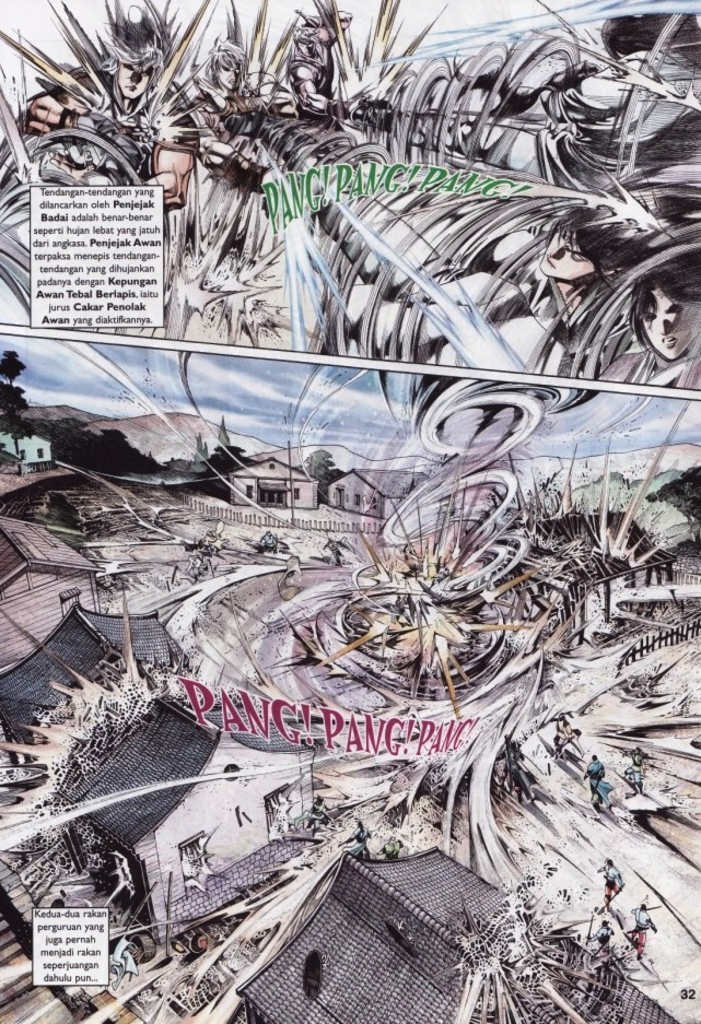 PANG! PANG! PANG!
Tendangan-tendangan yang
dilancarkan oleh Penjejak
Badai adalah benar-benar
seperti hujan lebat yang jatuh
dari angkasa. Penjejak Awan
terpaksa menepis tendangan-
tendangan yang dihujankan
padanya dengan Kepungan
Awan Tebal Berlapis, iaitu
jurus Cakar Penolak
Awan yang diaktifkannya.
PANG! PANG! PANG!
Kedua-dua rakan
perguruan yang
juga pernah
menjadi rakan
seperjuangan
dahulu pun...
32